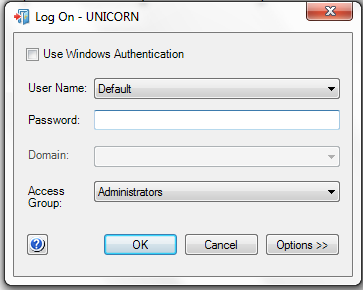 Log On - UNICORN
Use Windows Authentication
User Name: Default
Password:
Domain:
Access Administrators
Group:
OK Cancel Options >>